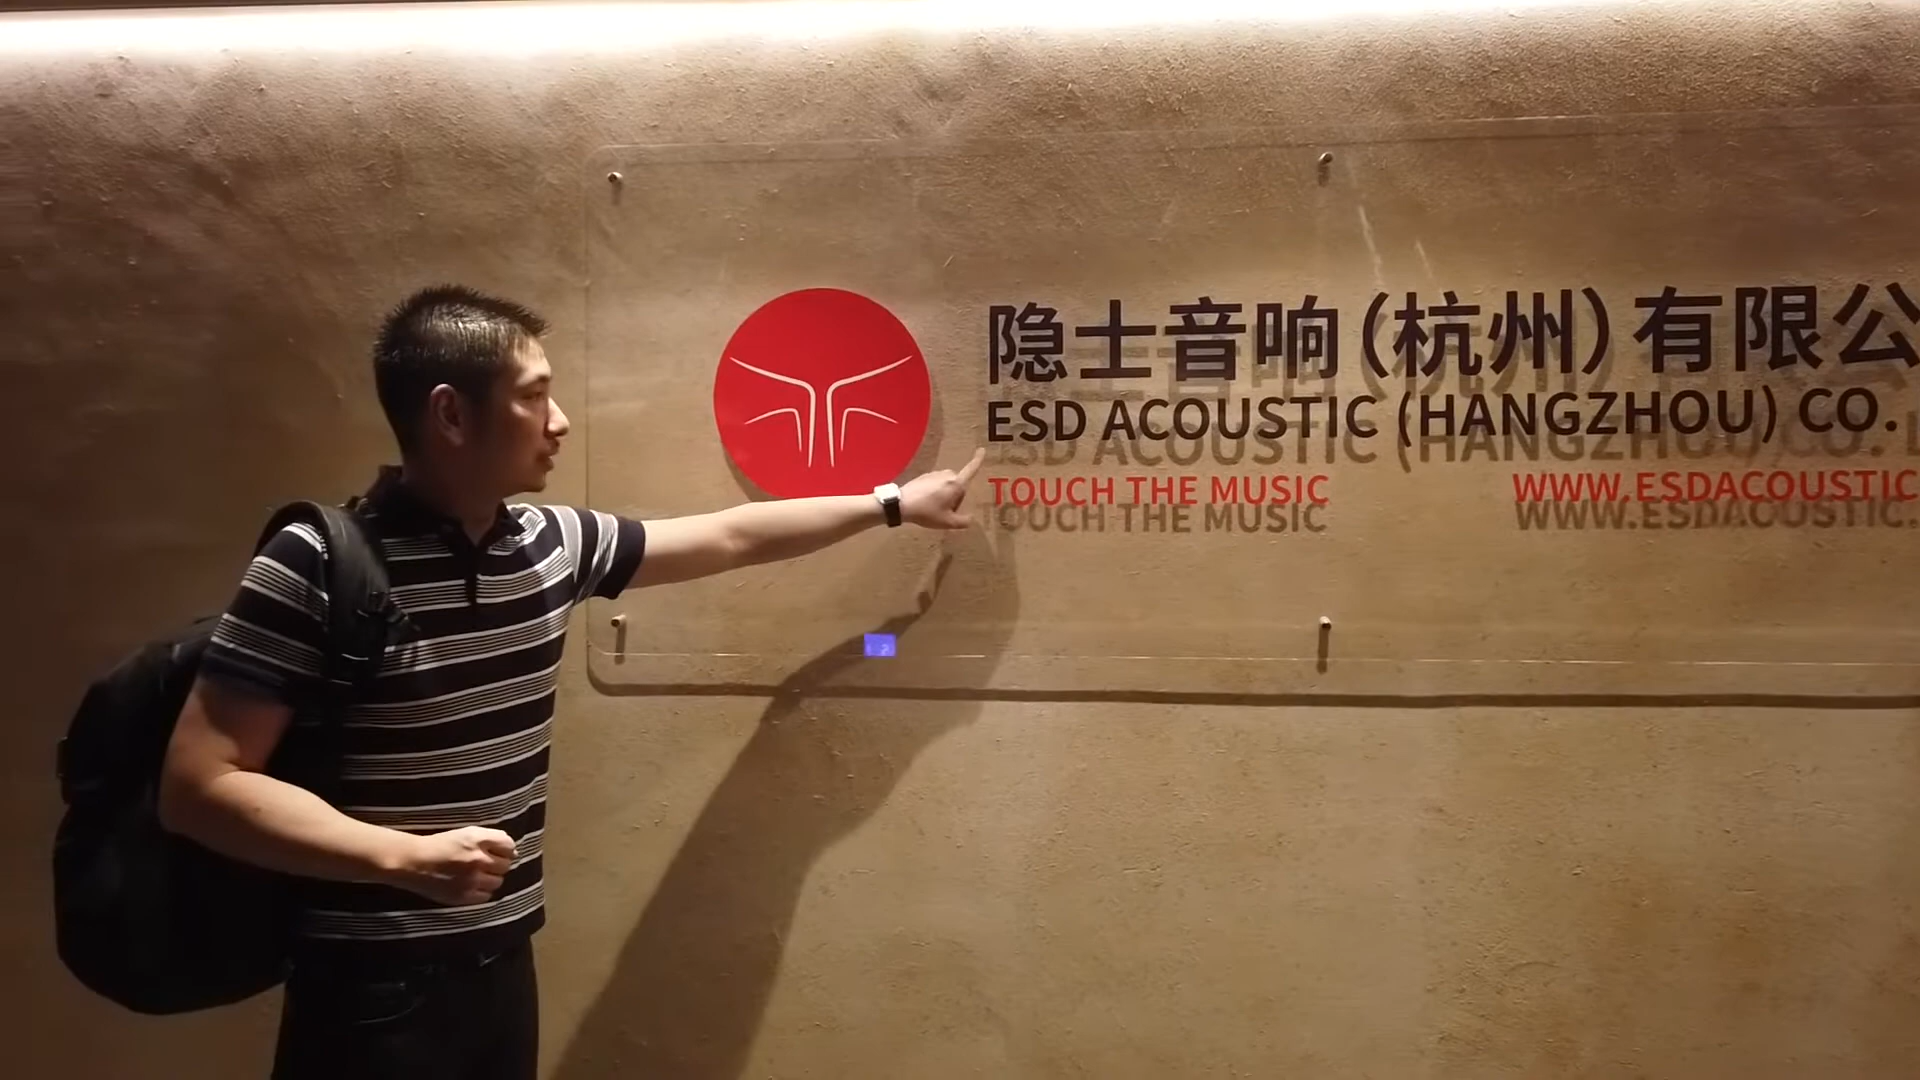 隐士音响(杭州)有限公
ESD ACOUSTIC (HANGZHOU) CO.
TOUCH THE MUSIC
WWW.ESDACOUSTIC